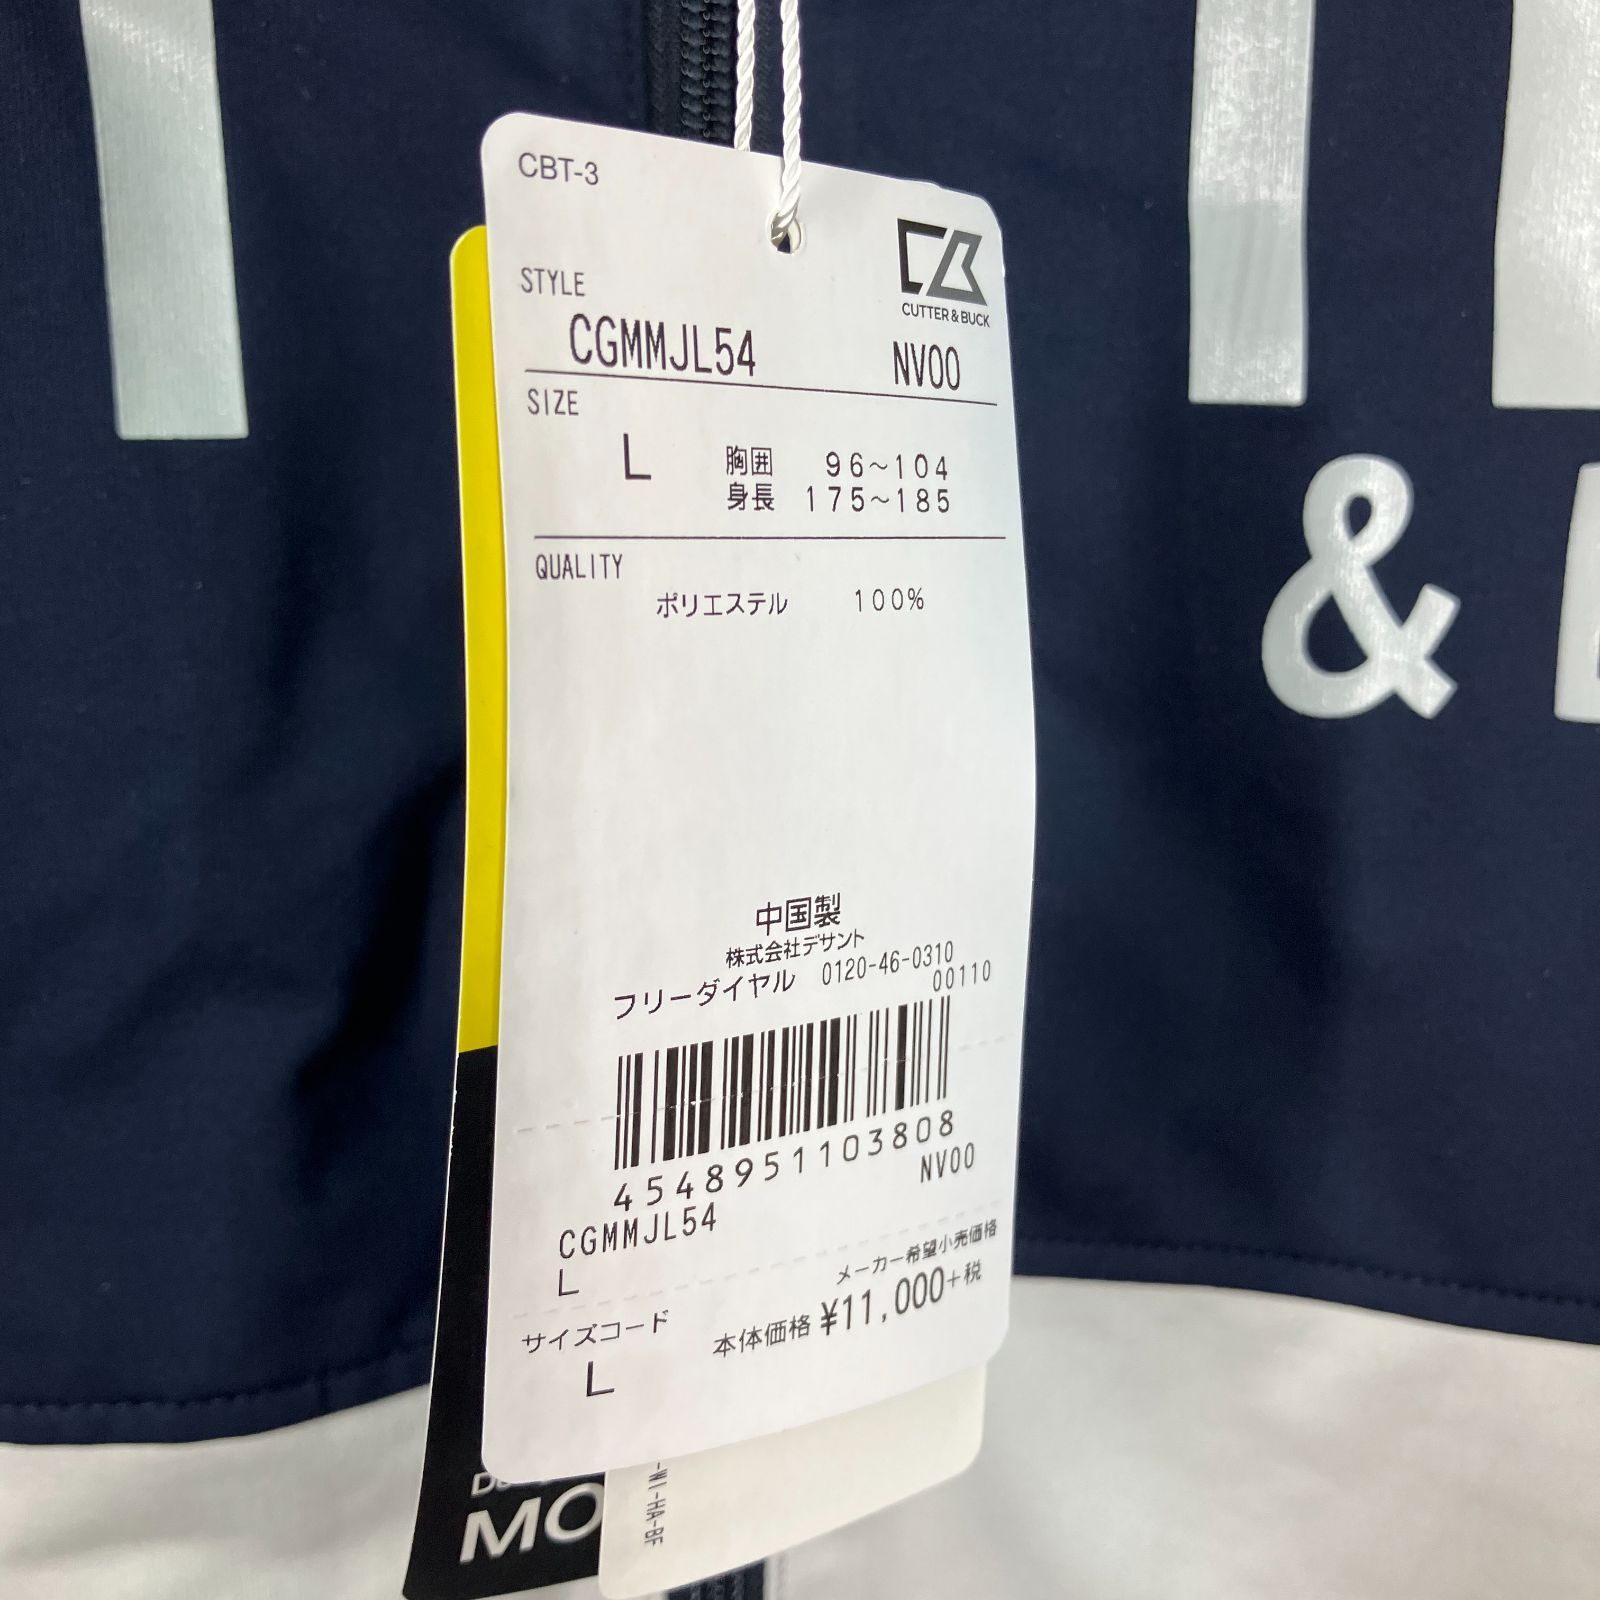 CBT-3
CUTTER & BUCK
STYLE
CGMMJL54 NV00
SIZE
L 胸囲 96～104
身長 175～185
QUALITY
ポリエステル 100%
中国製
株式会社デサント
フリーダイヤル 0120-46-0310
00110
4548951103808
CGMMJL54 NV00
L
メーカー希望小売価格
サイズコード 本体価格 ¥11,000+税
L
MO
-WI-HA-BF
&